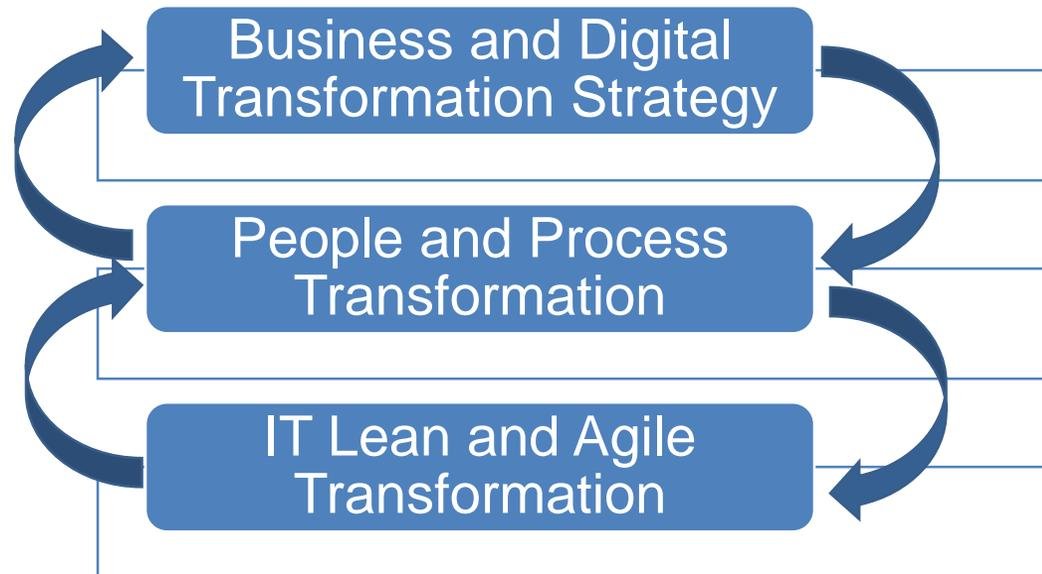 Business and Digital
Transformation Strategy
People and Process
Transformation
IT Lean and Agile
Transformation